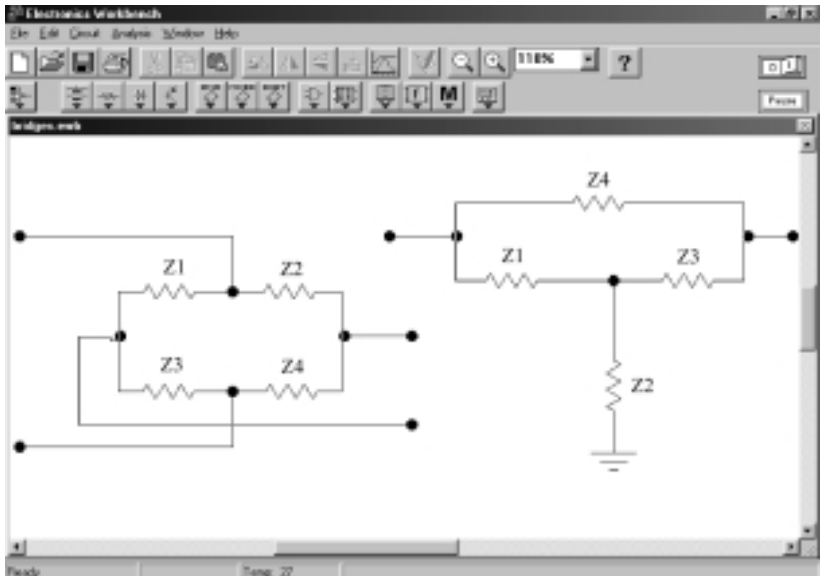 Electronics Workbench
File Edit Circuit Analysis Window Help
110%
?
M
Pause
bridges.ewb
Z4
Z1 Z3
Z1 Z2
Z3 Z4
Z2
Ready Temp: 27